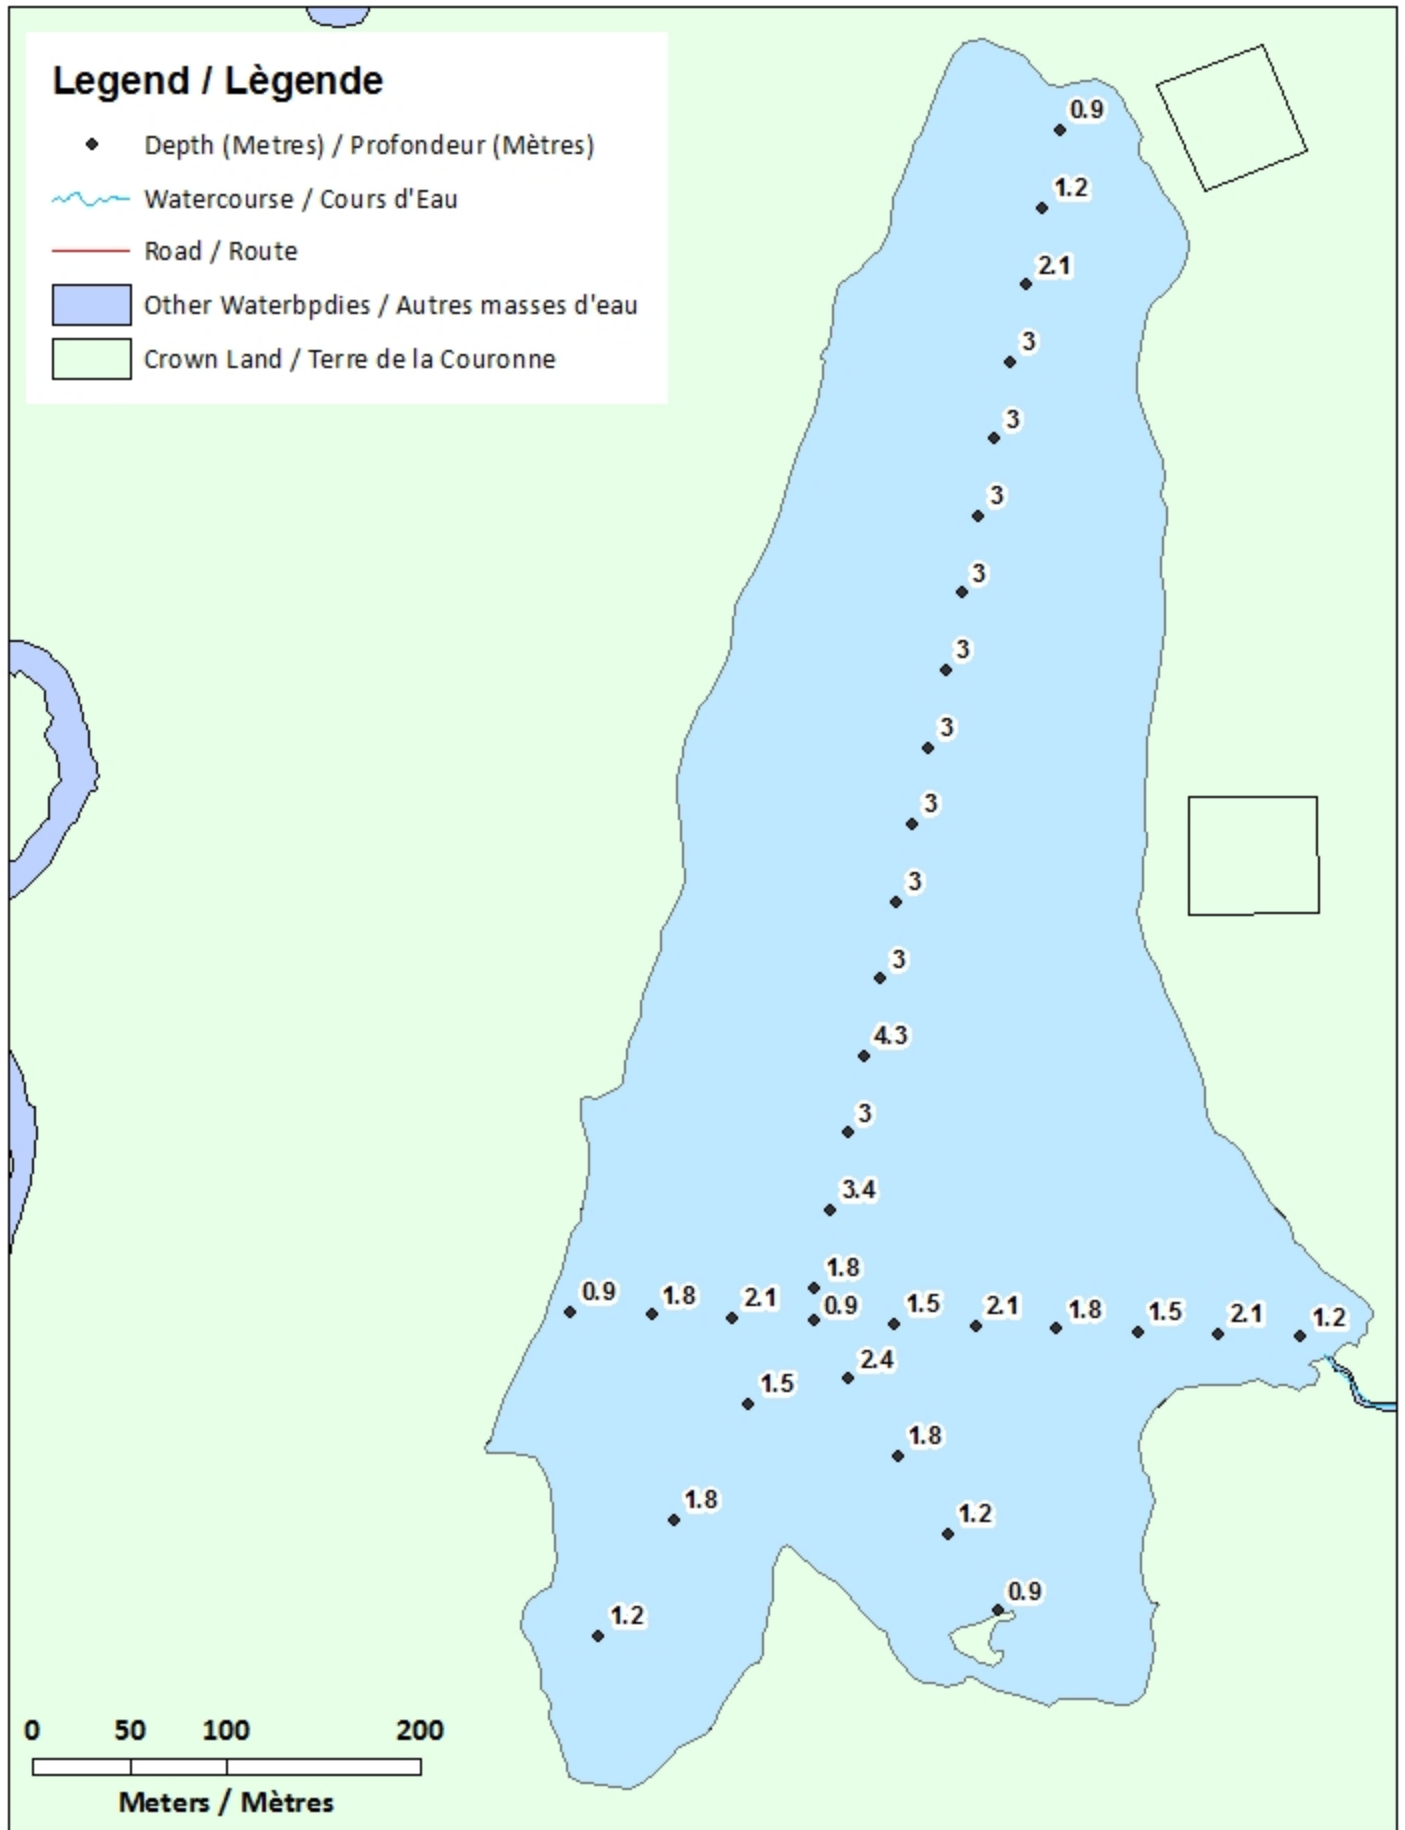 Legend / Lègende
Depth (Metres) / Profondeur (Mètres)
Watercourse / Cours d'Eau
Road / Route
Other Waterbpdies / Autres masses d'eau
Crown Land / Terre de la Couronne
0.9
1.2
2.1
3
3
3
3
3
3
3
3
3
4.3
3
3.4
1.8
0.9 1.8 2.1 0.9 1.5 2.1 1.8 1.5 2.1 1.2
2.4
1.5
1.8
1.8
1.2
0.9
1.2
0 50 100 200
Meters / Mètres